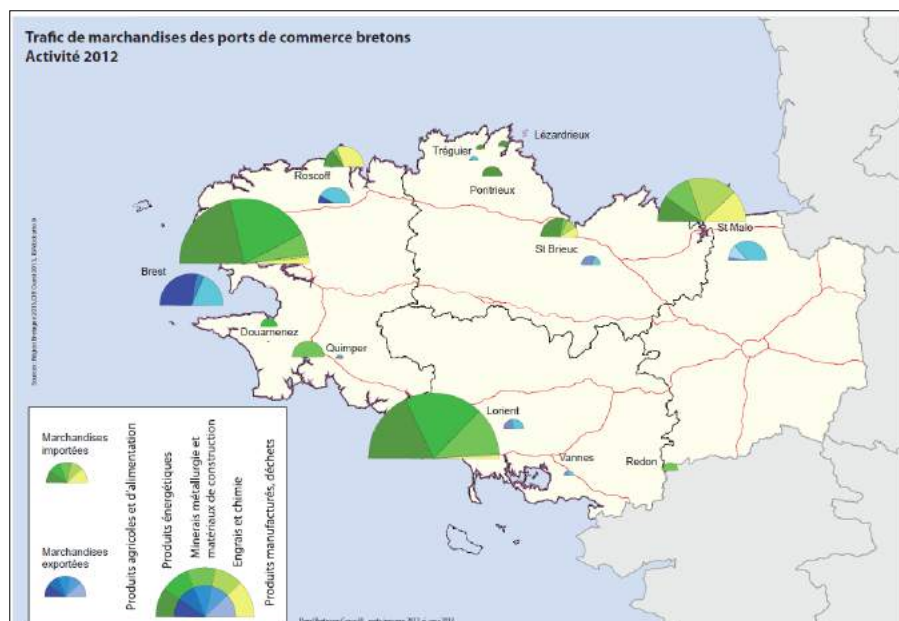 Trafic de marchandises des ports de commerce bretons
Activité 2012
Lézardrieux
Tréguier
Roscoff
Pontrieux
St Malo
St Brieuc
Brest
Douarnenez
Quimper
Lorient
Vannes
Redon
Marchandises
importées
Marchandises
exportées
Produits agricoles et d'alimentation
Produits énergétiques
Minerais métallurgie et
matériaux de construction
Engrais et chimie
Produits manufacturés, déchets